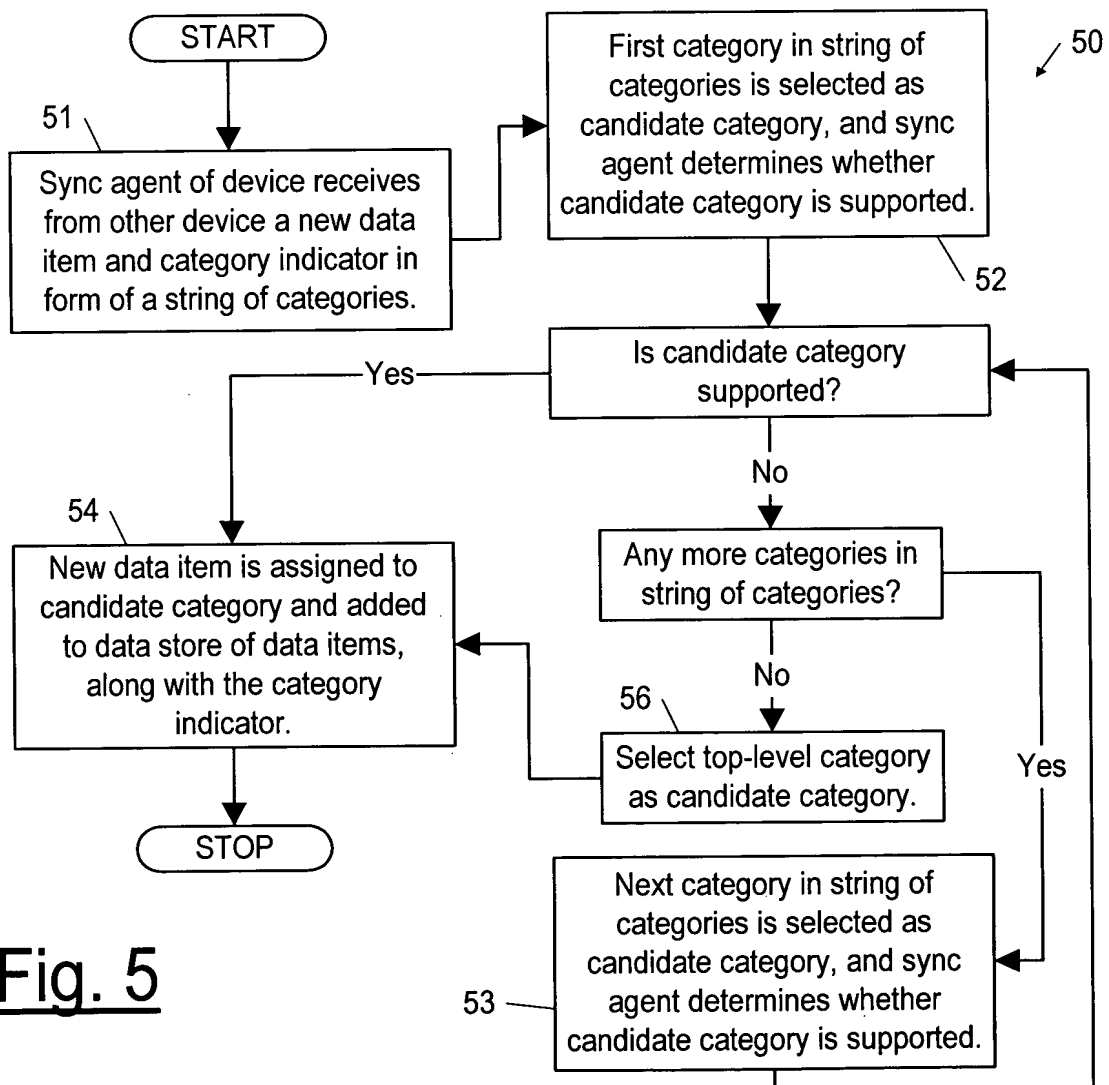 START
51
Sync agent of device receives
from other device a new data
item and category indicator in
form of a string of categories.
First category in string of
categories is selected as
candidate category, and sync
agent determines whether
candidate category is supported.
50
52
Is candidate category
supported?
Yes
No
54
New data item is assigned to
candidate category and added
to data store of data items,
along with the category
indicator.
Any more categories in
string of categories?
No
Yes
56
Select top-level category
as candidate category.
STOP
Next category in string of
categories is selected as
candidate category, and sync
agent determines whether
candidate category is supported.
53
Fig. 5